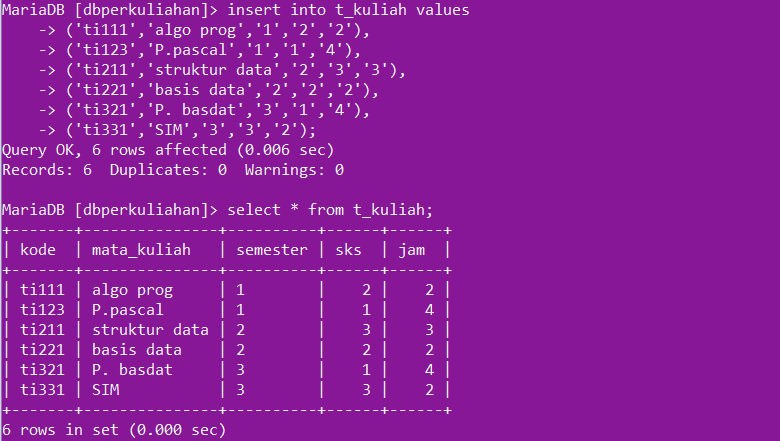 MariaDB [dbperkuliahan]> insert into t_kuliah values
    -> ('ti111','algo prog','1','2','2'),
    -> ('ti123','P.pascal','1','1','4'),
    -> ('ti211','struktur data','2','3','3'),
    -> ('ti221','basis data','2','2','2'),
    -> ('ti321','P. basdat','3','1','4'),
    -> ('ti331','SIM','3','3','2');
Query OK, 6 rows affected (0.006 sec)
Records: 6  Duplicates: 0  Warnings: 0

MariaDB [dbperkuliahan]> select * from t_kuliah;
+-------+---------------+----------+------+------+
| kode  | mata_kuliah   | semester | sks  | jam  |
+-------+---------------+----------+------+------+
| ti111 | algo prog     | 1        |    2 |    2 |
| ti123 | P.pascal      | 1        |    1 |    4 |
| ti211 | struktur data | 2        |    3 |    3 |
| ti221 | basis data    | 2        |    2 |    2 |
| ti321 | P. basdat     | 3        |    1 |    4 |
| ti331 | SIM           | 3        |    3 |    2 |
+-------+---------------+----------+------+------+
6 rows in set (0.000 sec)